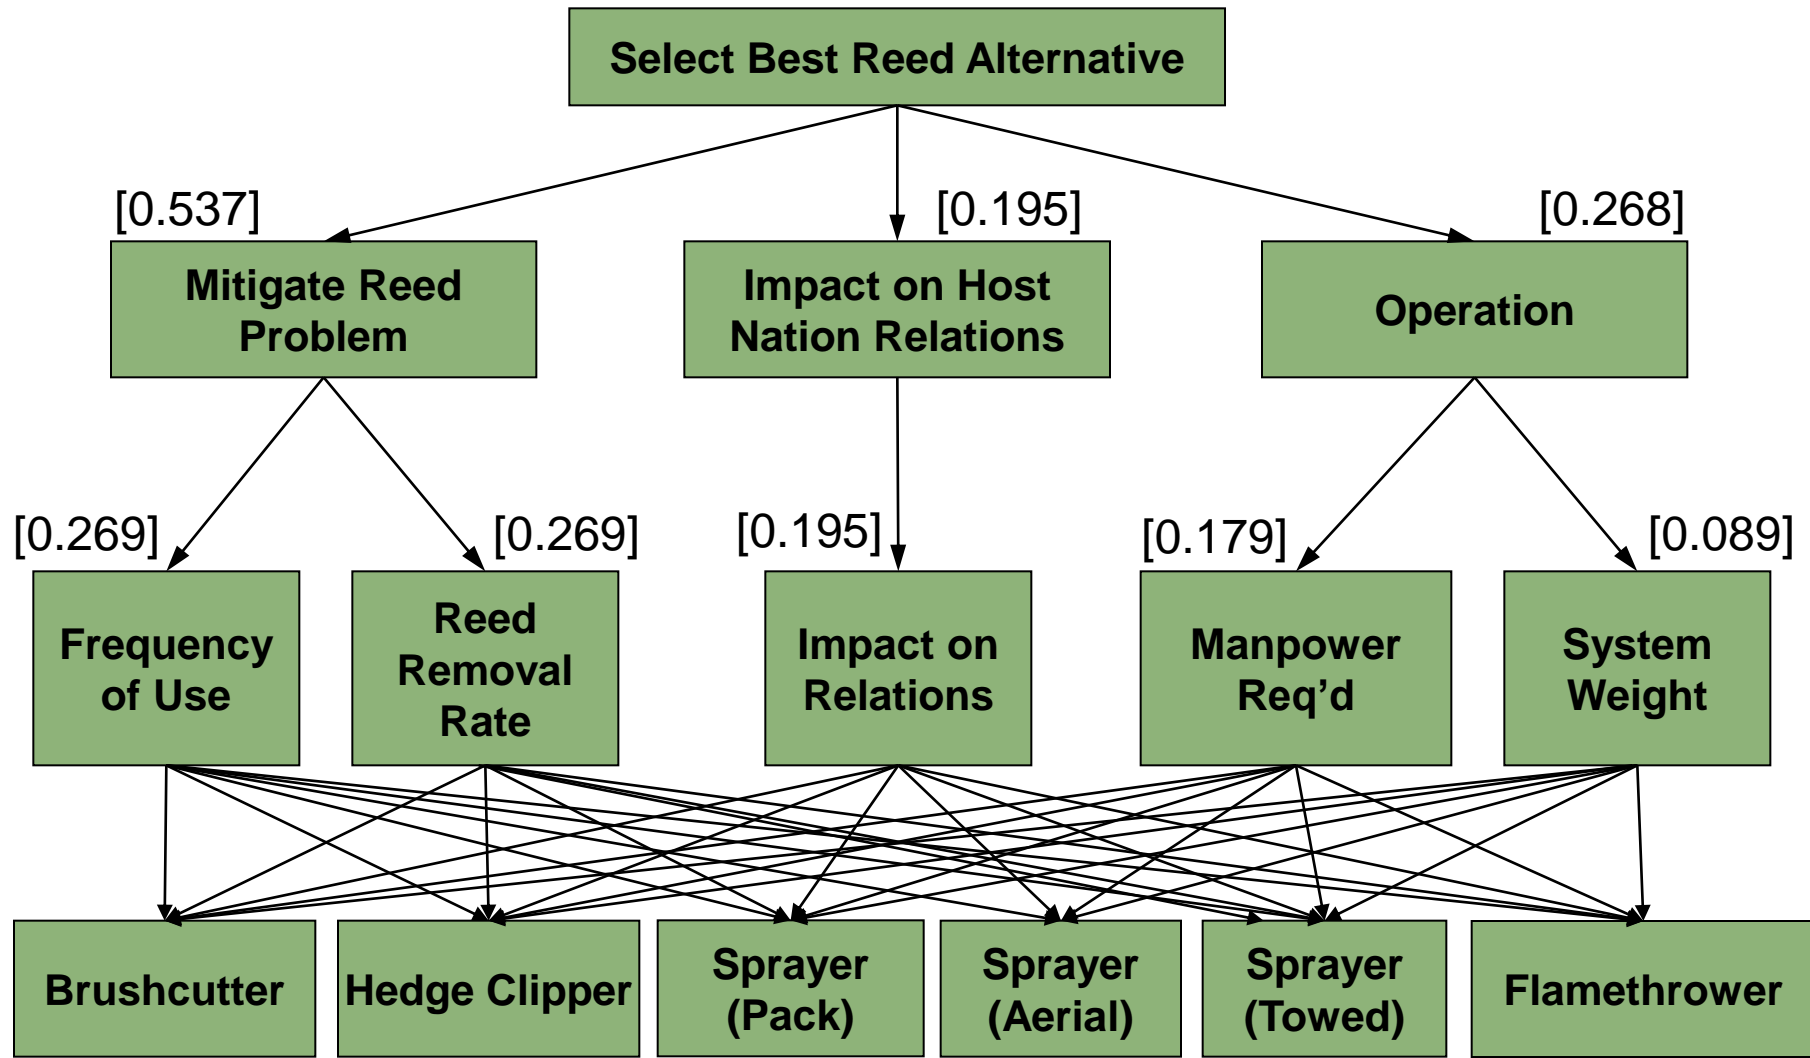 Select Best Reed Alternative
[0.537]
[0.195]
[0.268]
Mitigate Reed
Problem
Impact on Host
Nation Relations
Operation
[0.269]
[0.269]
[0.195]
[0.179]
[0.089]
Frequency
of Use
Reed
Removal
Rate
Impact on
Relations
Manpower
Req’d
System
Weight
Brushcutter
Hedge Clipper
Sprayer
(Pack)
Sprayer
(Aerial)
Sprayer
(Towed)
Flamethrower